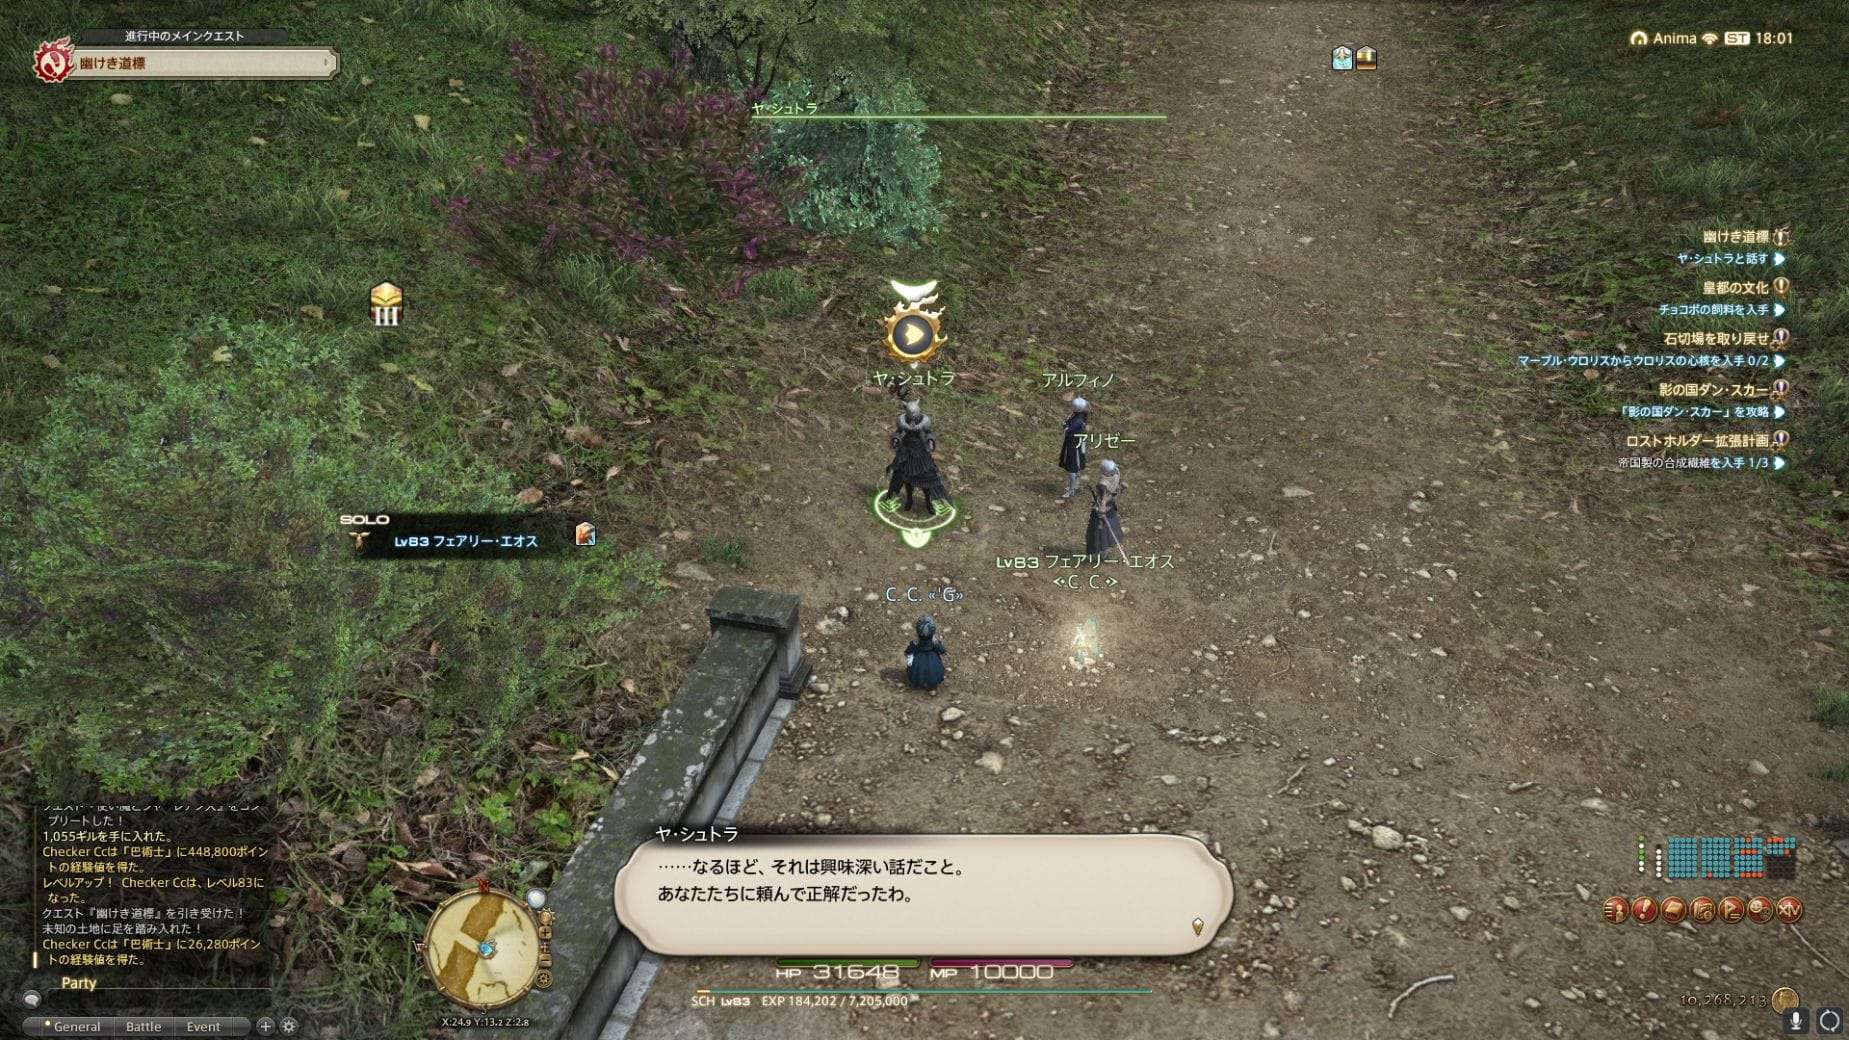 進行中のメインクエスト
幽けき道標
Anima ST 18:01
ヤ・シュトラ
幽けき道標
ヤ・シュトラと話す
皇都の文化
チョコボの飼料を入手
石切場を取り戻せ
マーブル・ウロリスからウロリスの心核を入手 0/2
影の国ダン・スカー
「影の国ダン・スカー」を攻略
ロストホルダー拡張計画
帝国製の合成繊維を入手 1/3
III
ヤ・シュトラ
アルフィノ
アリゼー
SOLO
Lv83 フェアリー・エオス
Lv83 フェアリー・エオス
C. C.
C. C. «'G»
プリートした！
1,055ギルを手に入れた。
Checker Ccは「巴術士」に448,800ポイン
トの経験値を得た。
レベルアップ！ Checker Ccは、レベル83に
なった。
クエスト『幽けき道標』を引き受けた！
未知の土地に足を踏み入れた！
Checker Ccは「巴術士」に26,280ポイン
トの経験値を得た。
Party
General Battle Event
X:24.9 Y:13.2 Z:2.8
ヤ・シュトラ
……なるほど、それは興味深い話だこと。
あなたたちに頼んで正解だったわ。
HP 31648 MP 10000
SCH Lv83 EXP 184,202 / 7,205,000
XIV
10,268,213